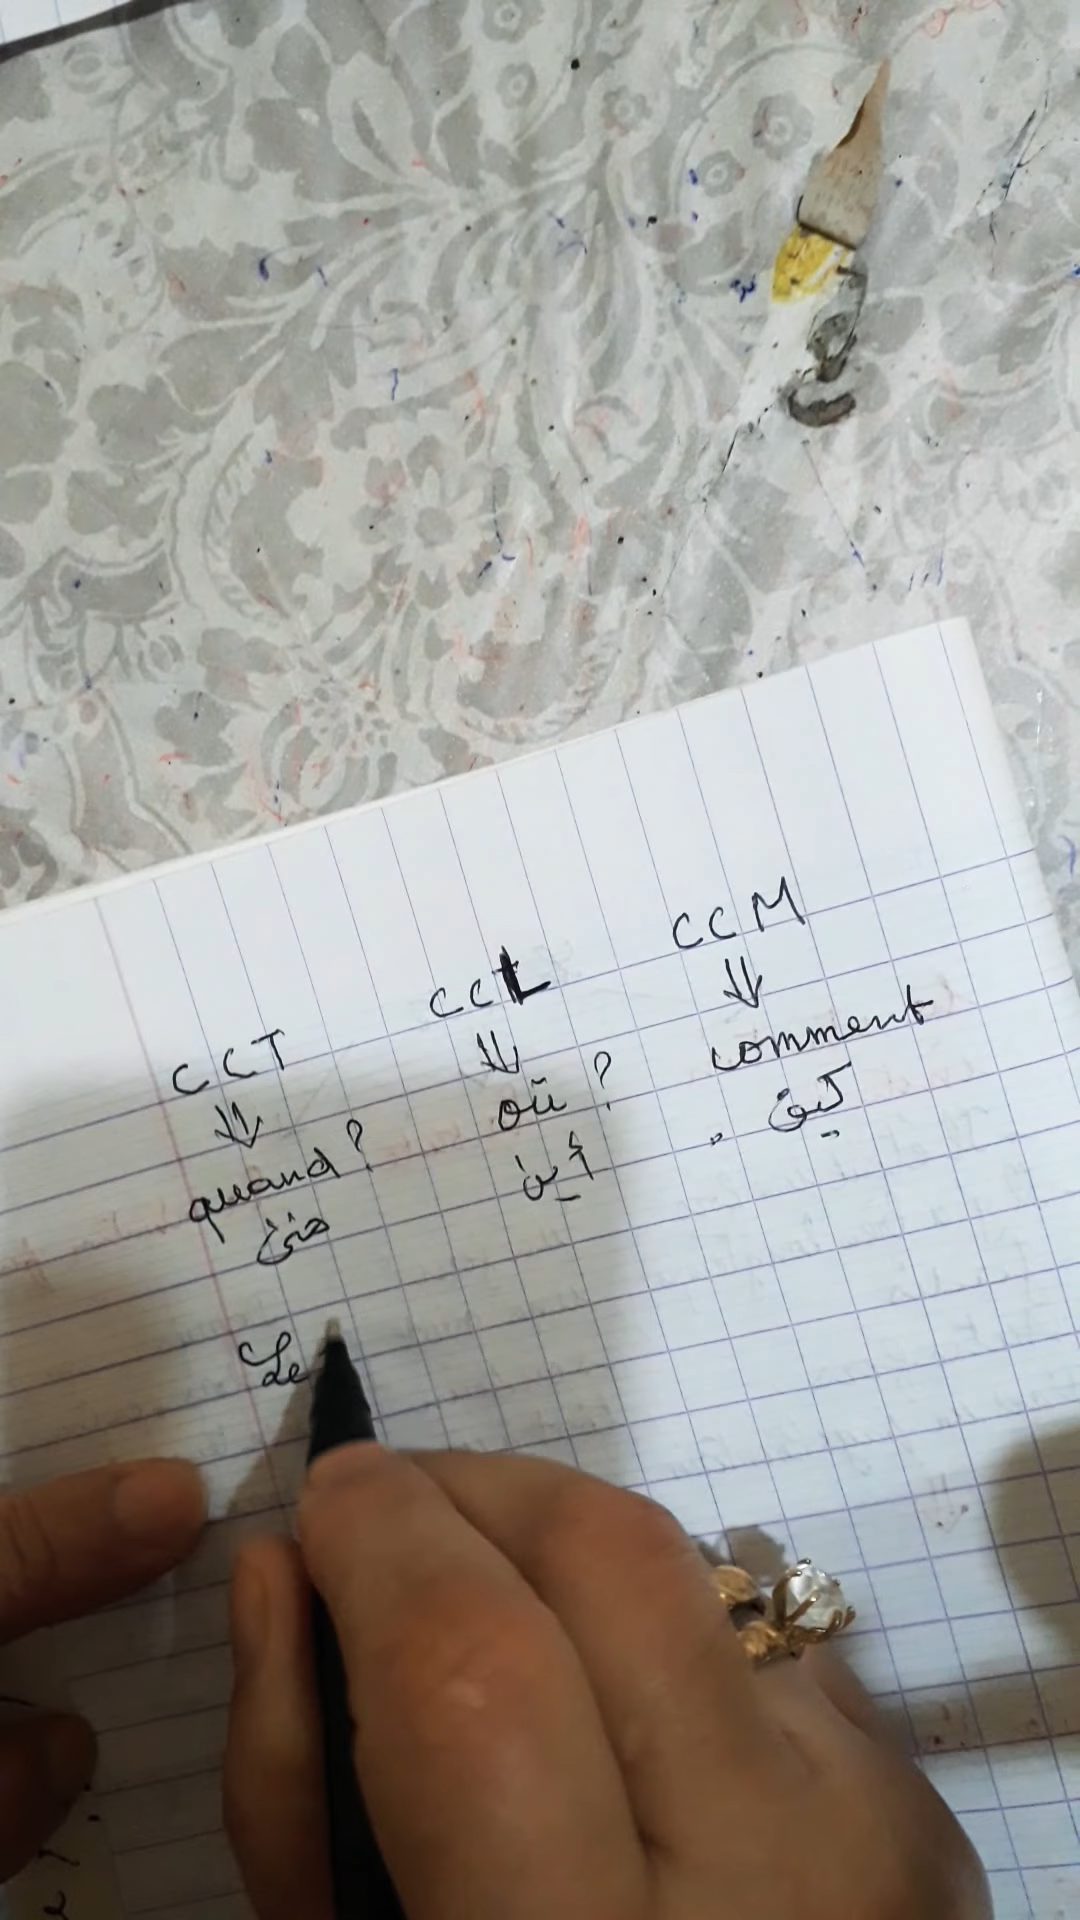 CCT CCL CCM
⇓ ⇓ ⇓
quand ? où ? comment
متى أين كيف
Le